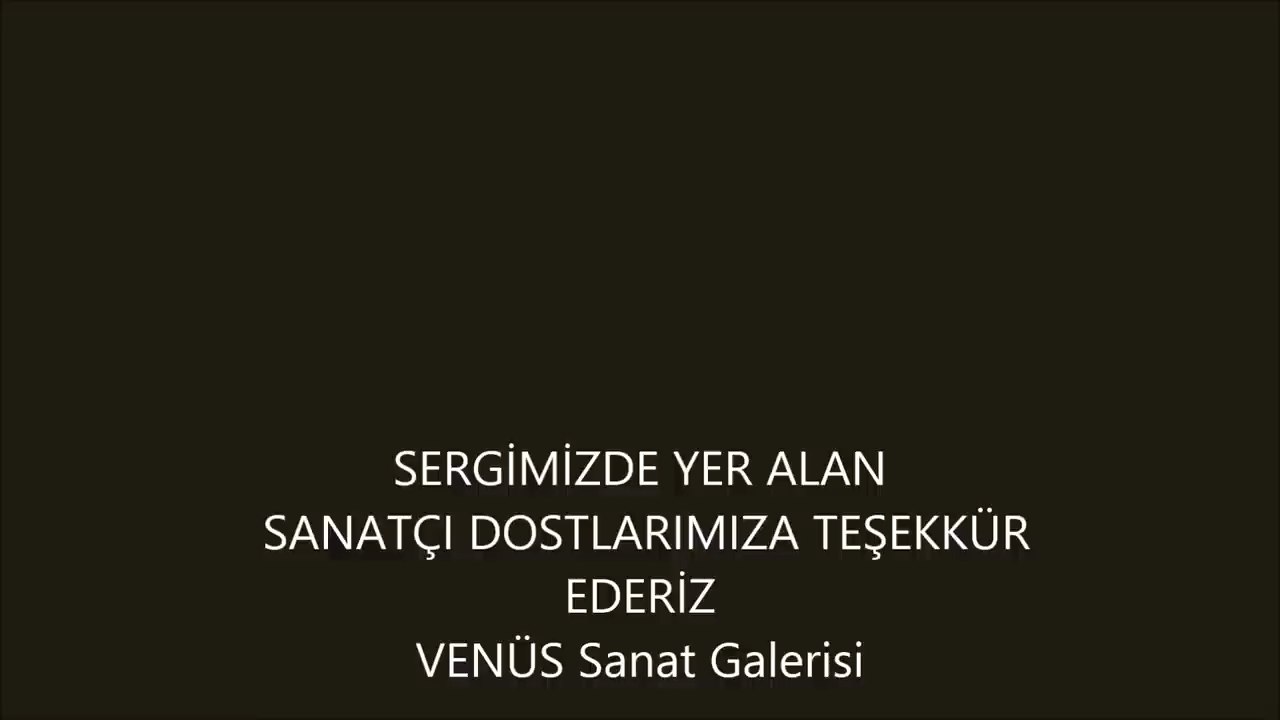 SERGİMİZDE YER ALAN
SANATÇI DOSTLARIMIZA TEŞEKKÜR
EDERİZ
VENÜS Sanat Galerisi